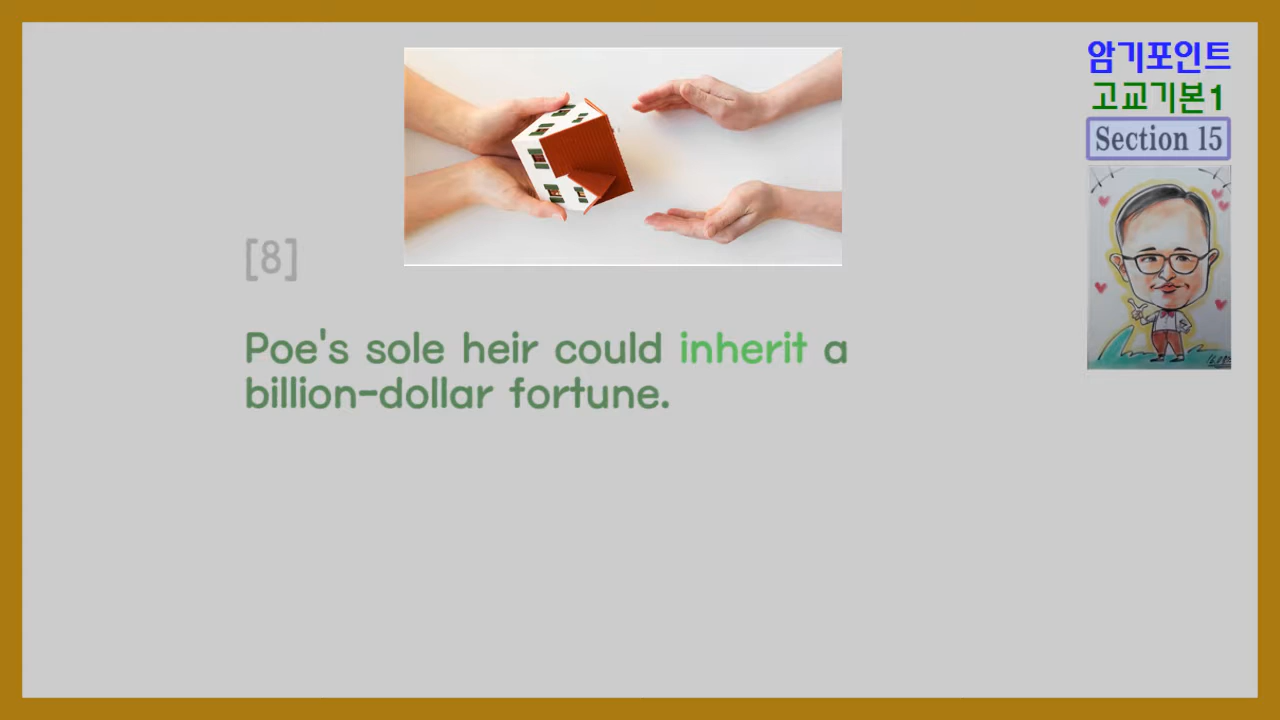 암기포인트
고교기본1
Section 15
[8]
Poe's sole heir could inherit a
billion-dollar fortune.